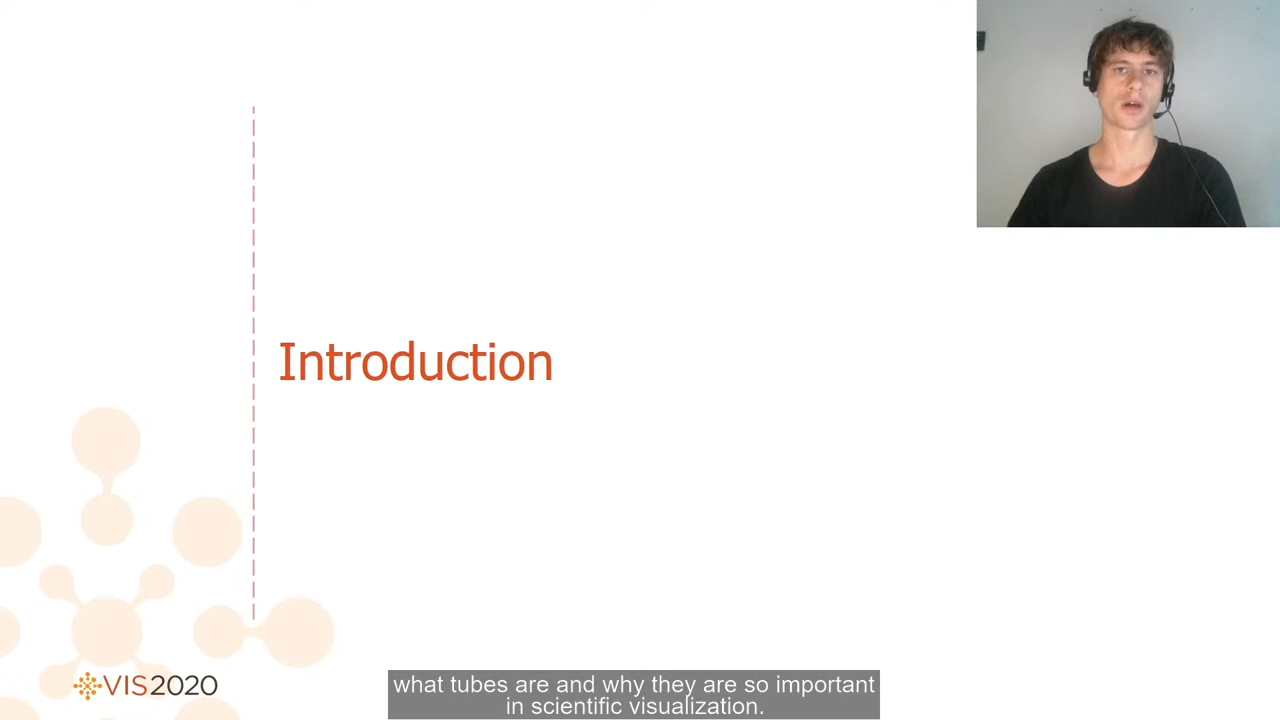 Introduction
VIS2020
what tubes are and why they are so important
in scientific visualization.